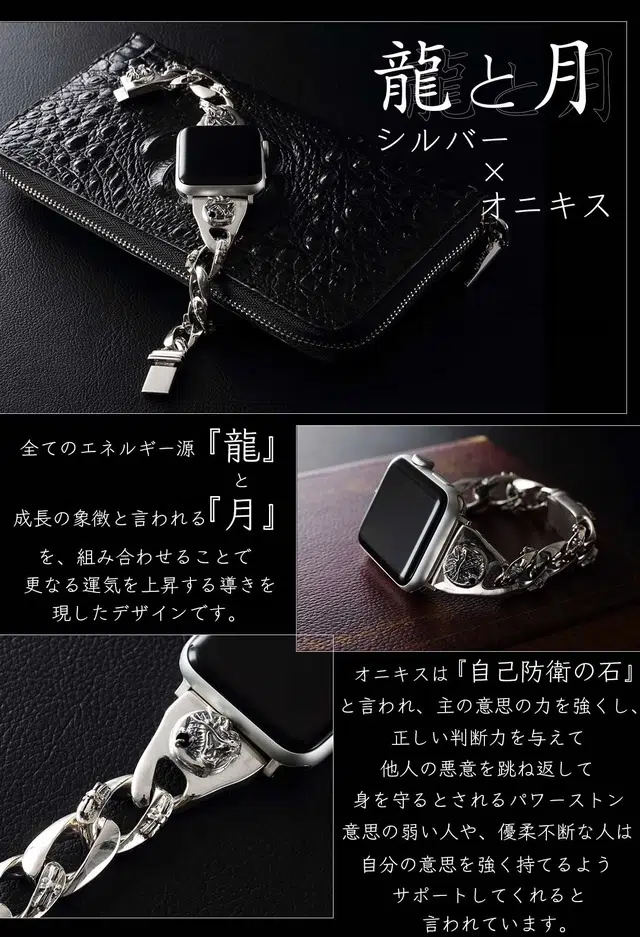 龍と月
シルバー
×
オニキス
全てのエネルギー源『龍』
と
成長の象徴と言われる『月』
を、組み合わせることで
更なる運気を上昇する導きを
現したデザインです。
オニキスは『自己防衛の石』
と言われ、主の意思の力を強くし、
正しい判断力を与えて
他人の悪意を跳ね返して
身を守るとされるパワーストン
意思の弱い人や、優柔不断な人は
自分の意思を強く持てるよう
サポートしてくれると
言われています。